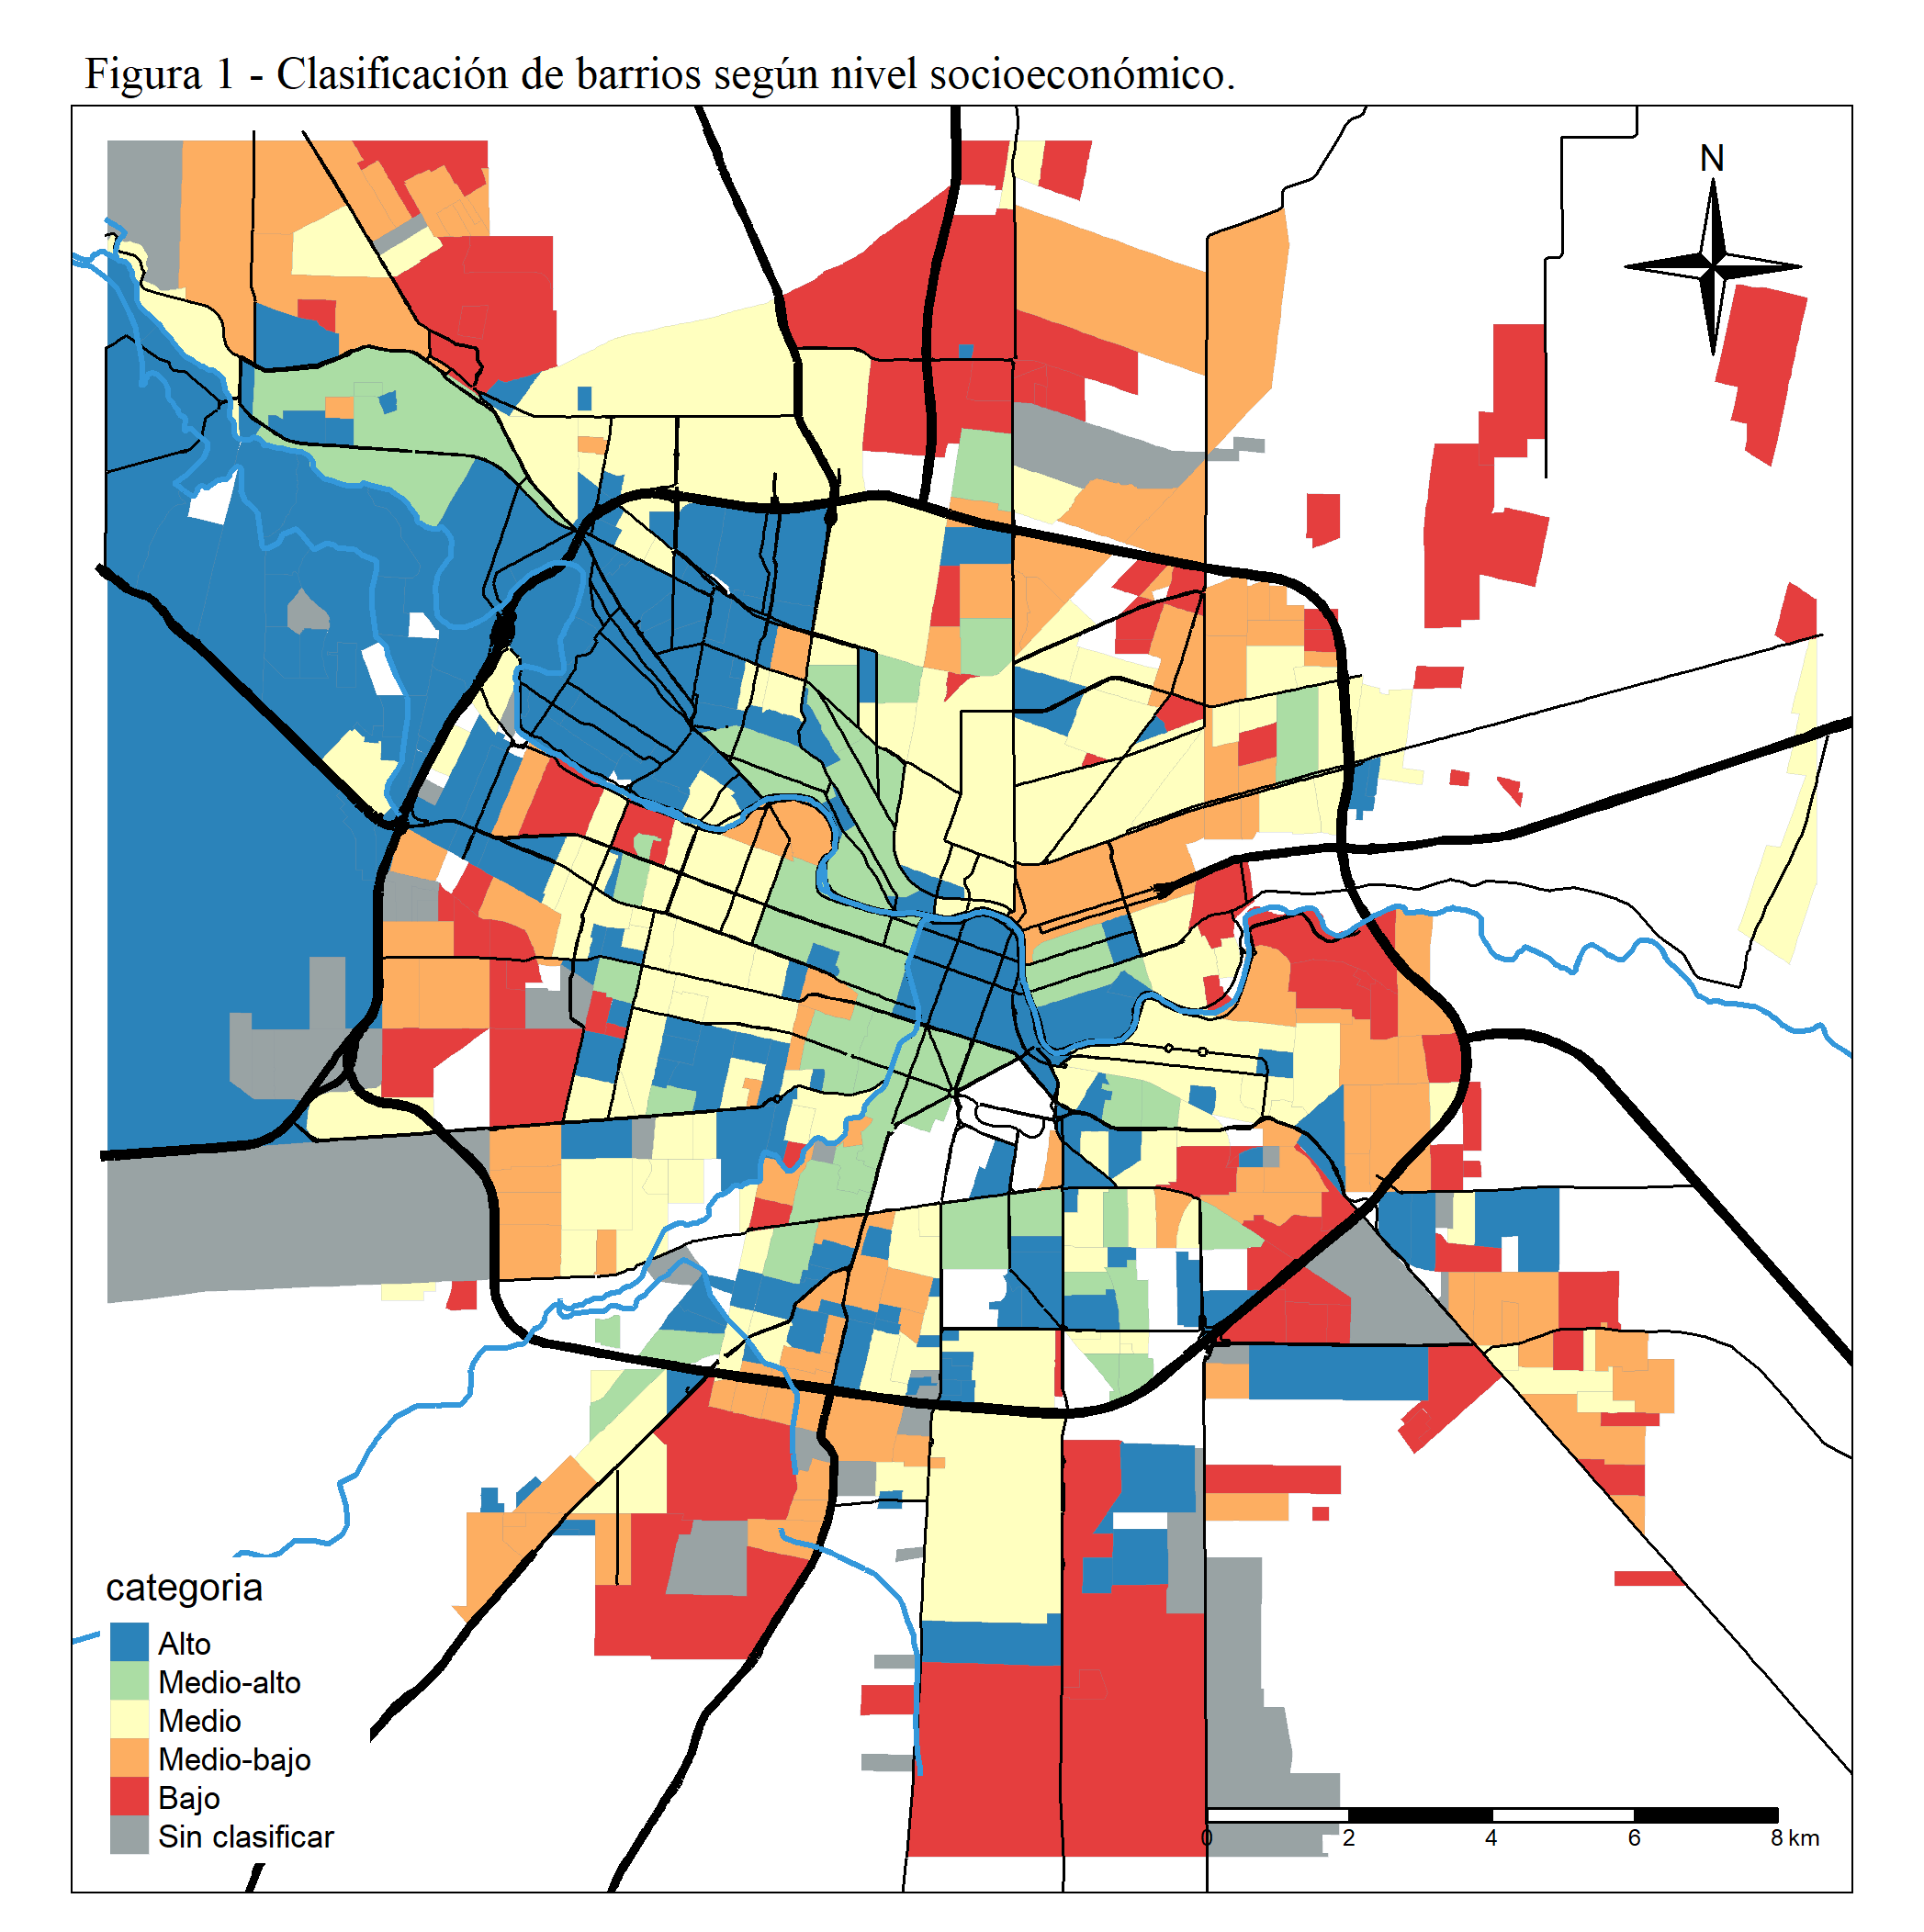 Figura 1 - Clasificación de barrios según nivel socioeconómico.
N
categoria
Alto
Medio-alto
Medio
Medio-bajo
Bajo
Sin clasificar
0 2 4 6 8 km